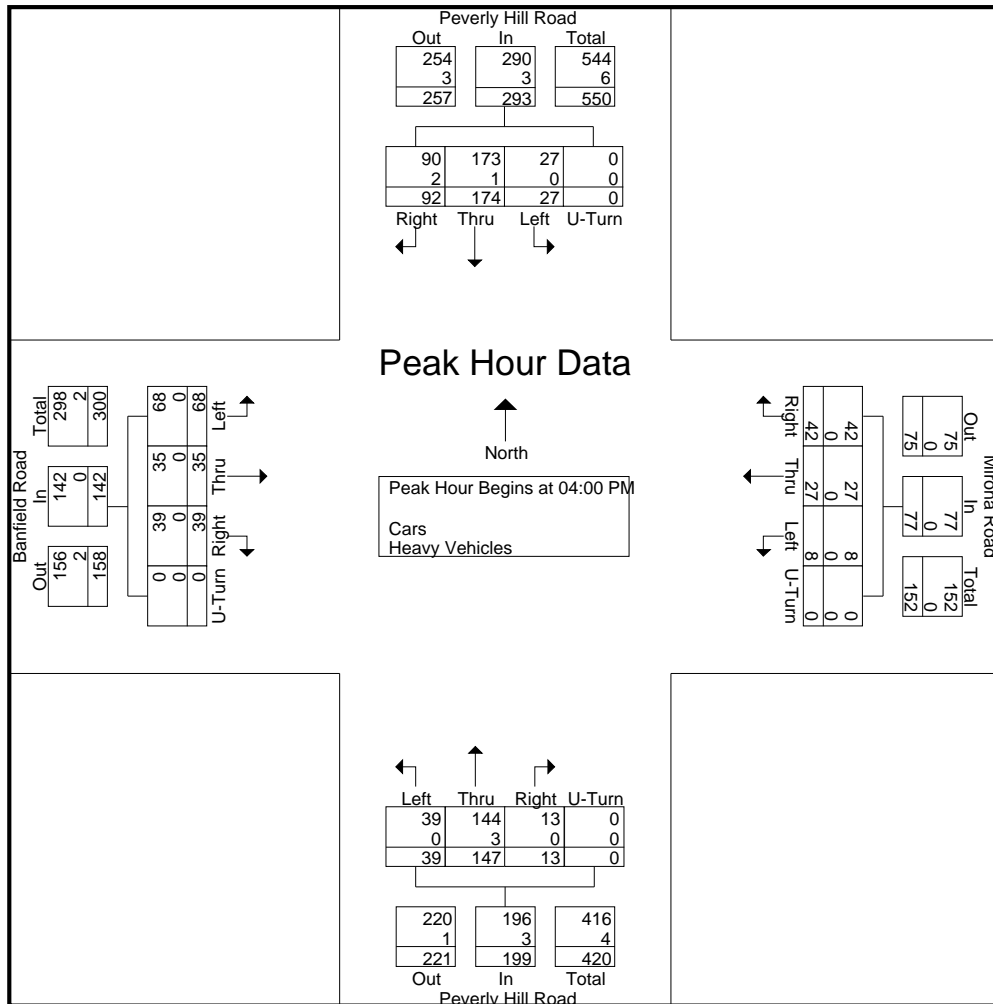 Peverly Hill Road
Out In Total
254 290 544
3 3 6
257 293 550
90 173 27 0
2 1 0 0
92 174 27 0
Right Thru Left U-Turn
Peak Hour Data
North
Peak Hour Begins at 04:00 PM
Cars
Heavy Vehicles
Banfield Road
Out In Total
156 142 298
2 0 2
158 142 300
0 39 35 68
0 0 0 0
0 39 35 68
U-Turn Right Thru Left
Mirona Road
Out In Total
75 77 152
0 0 0
75 77 152
42 27 8 0
0 0 0 0
42 27 8 0
Right Thru Left U-Turn
Left Thru Right U-Turn
39 144 13 0
0 3 0 0
39 147 13 0
220 196 416
1 3 4
221 199 420
Out In Total
Peverly Hill Road